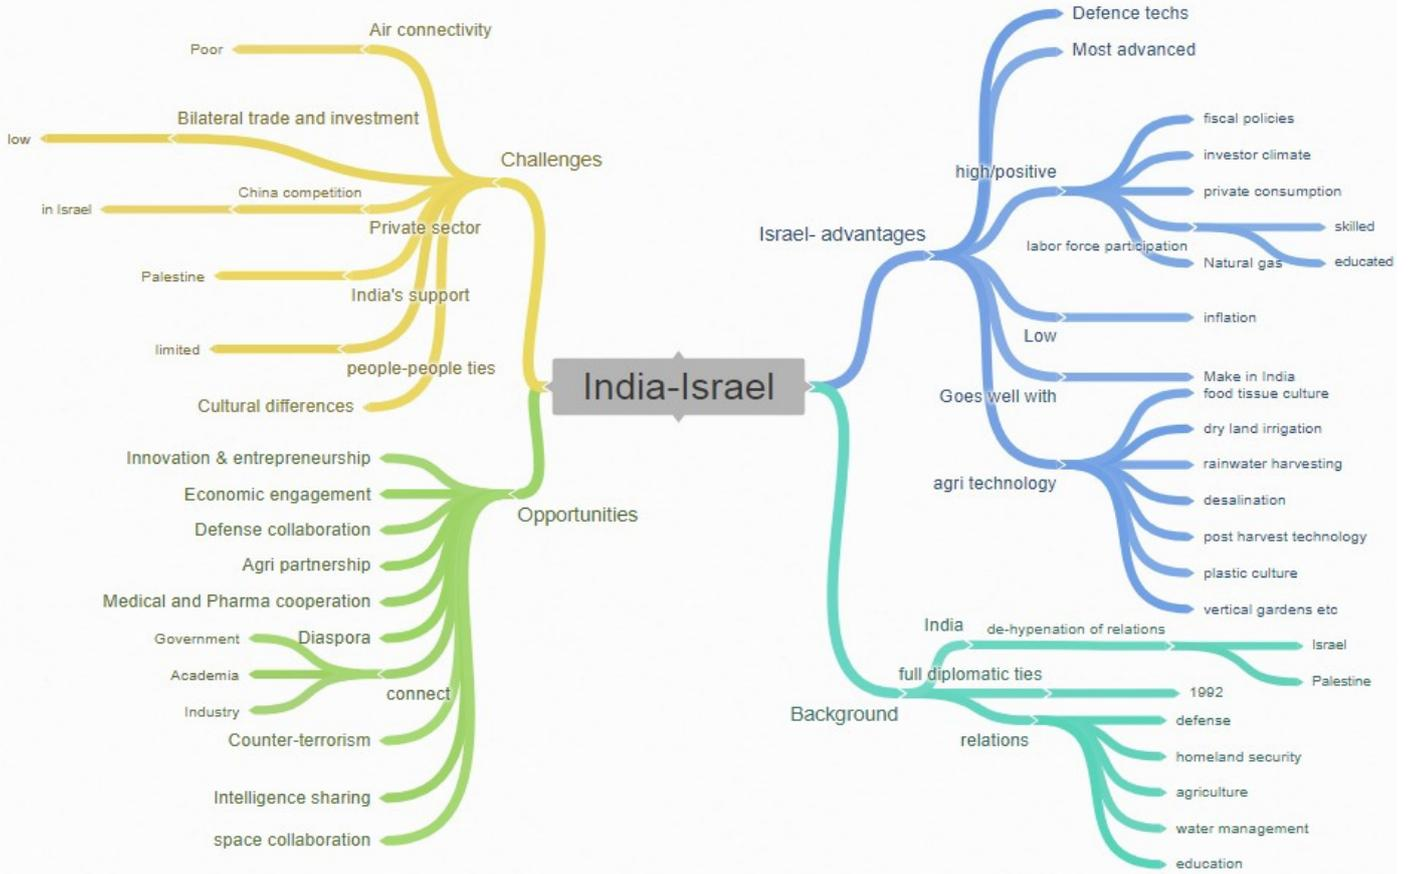 India-Israel
Challenges
Air connectivity
Poor
Bilateral trade and investment
low
Private sector
China competition
in Israel
India's support
Palestine
people-people ties
limited
Cultural differences
Opportunities
Innovation & entrepreneurship
Economic engagement
Defense collaboration
Agri partnership
Medical and Pharma cooperation
Diaspora
connect
Government
Academia
Industry
Counter-terrorism
Intelligence sharing
space collaboration
Israel- advantages
Defence techs
Most advanced
high/positive
fiscal policies
investor climate
private consumption
labor force participation
skilled
educated
Natural gas
Low
inflation
Goes well with
Make in India
agri technology
food tissue culture
dry land irrigation
rainwater harvesting
desalination
post harvest technology
plastic culture
vertical gardens etc
Background
India
de-hypenation of relations
Israel
Palestine
full diplomatic ties
1992
relations
defense
homeland security
agriculture
water management
education